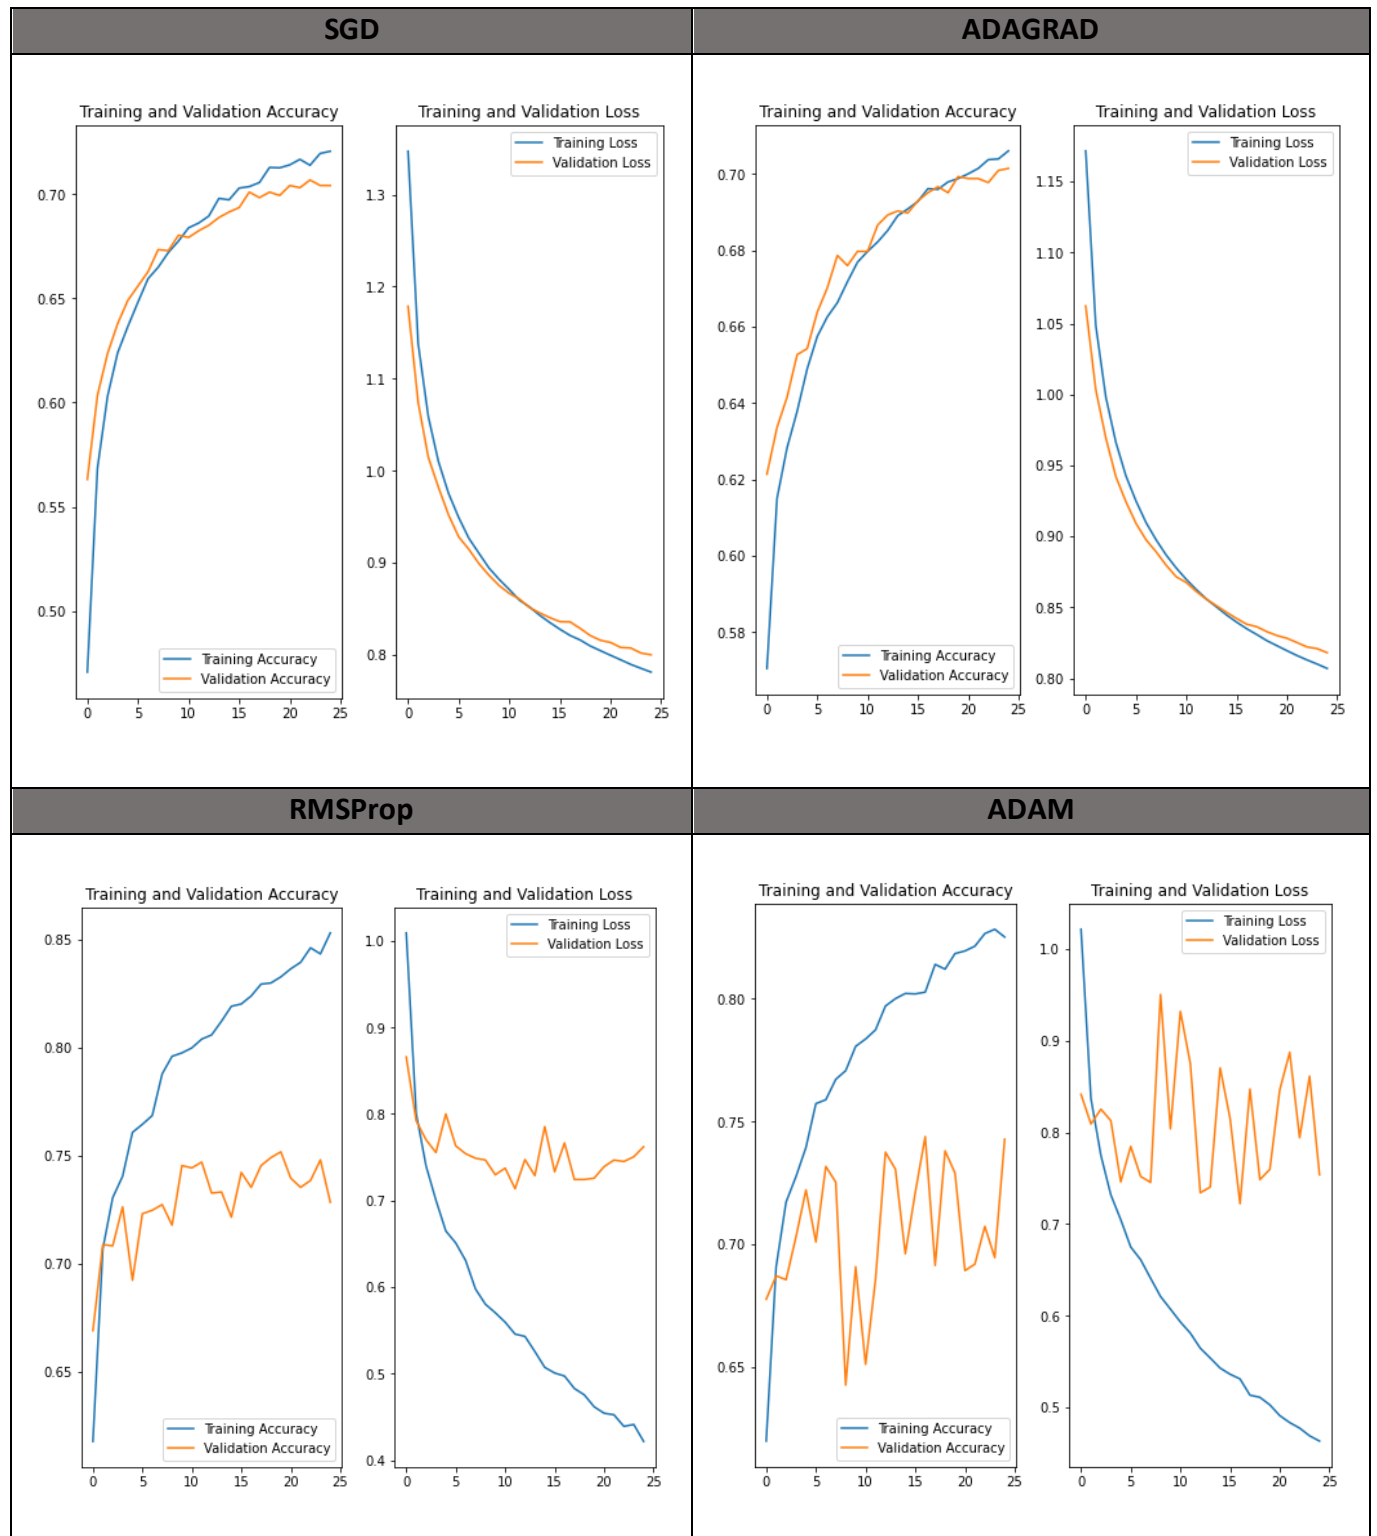 SGD
ADAGRAD
Training and Validation Accuracy
Training and Validation Loss
Training and Validation Accuracy
Training and Validation Loss
0.70
0.65
0.60
0.55
0.50
Training Accuracy
Validation Accuracy
0 5 10 15 20 25
Training Loss
Validation Loss
1.3
1.2
1.1
1.0
0.9
0.8
0 5 10 15 20 25
0.70
0.68
0.66
0.64
0.62
0.60
0.58
Training Accuracy
Validation Accuracy
0 5 10 15 20 25
Training Loss
Validation Loss
1.15
1.10
1.05
1.00
0.95
0.90
0.85
0.80
0 5 10 15 20 25
RMSProp
ADAM
Training and Validation Accuracy
Training and Validation Loss
Training and Validation Accuracy
Training and Validation Loss
0.85
0.80
0.75
0.70
0.65
Training Accuracy
Validation Accuracy
0 5 10 15 20 25
Training Loss
Validation Loss
1.0
0.9
0.8
0.7
0.6
0.5
0.4
0 5 10 15 20 25
0.80
0.75
0.70
0.65
Training Accuracy
Validation Accuracy
0 5 10 15 20 25
Training Loss
Validation Loss
1.0
0.9
0.8
0.7
0.6
0.5
0 5 10 15 20 25